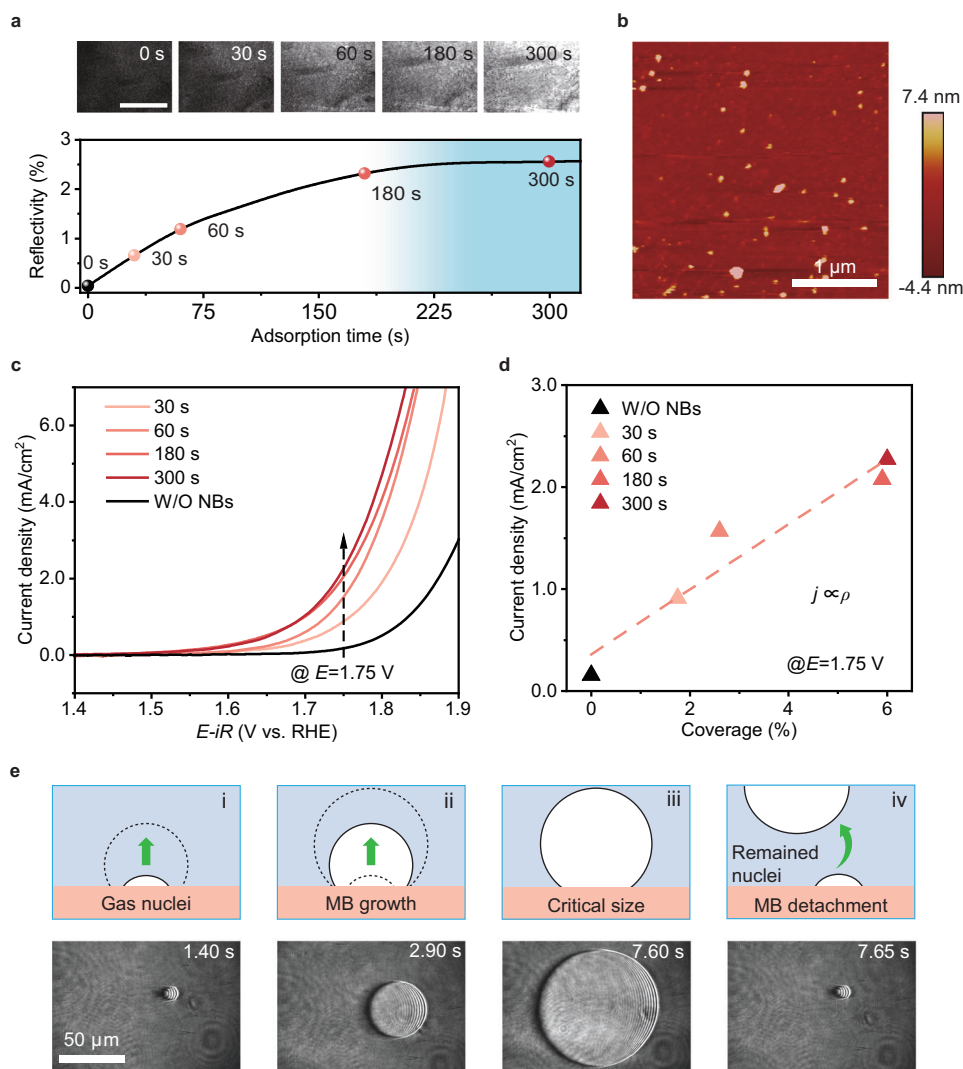 a
0 s
30 s
60 s
180 s
300 s
3
2
1
0
Reflectivity (%)
0 s
30 s
60 s
180 s
300 s
0
75
150
225
300
Adsorption time (s)
b
7.4 nm
-4.4 nm
1 µm
c
30 s
60 s
180 s
300 s
W/O NBs
6.0
4.0
2.0
0.0
Current density (mA/cm²)
@ E=1.75 V
1.4
1.5
1.6
1.7
1.8
1.9
E-iR (V vs. RHE)
d
W/O NBs
30 s
60 s
180 s
300 s
3.0
2.0
1.0
0.0
Current density (mA/cm²)
j ∝ρ
@E=1.75 V
0
2
4
6
Coverage (%)
e
i
Gas nuclei
ii
MB growth
iii
Critical size
iv
Remained
nuclei
MB detachment
1.40 s
50 µm
2.90 s
7.60 s
7.65 s